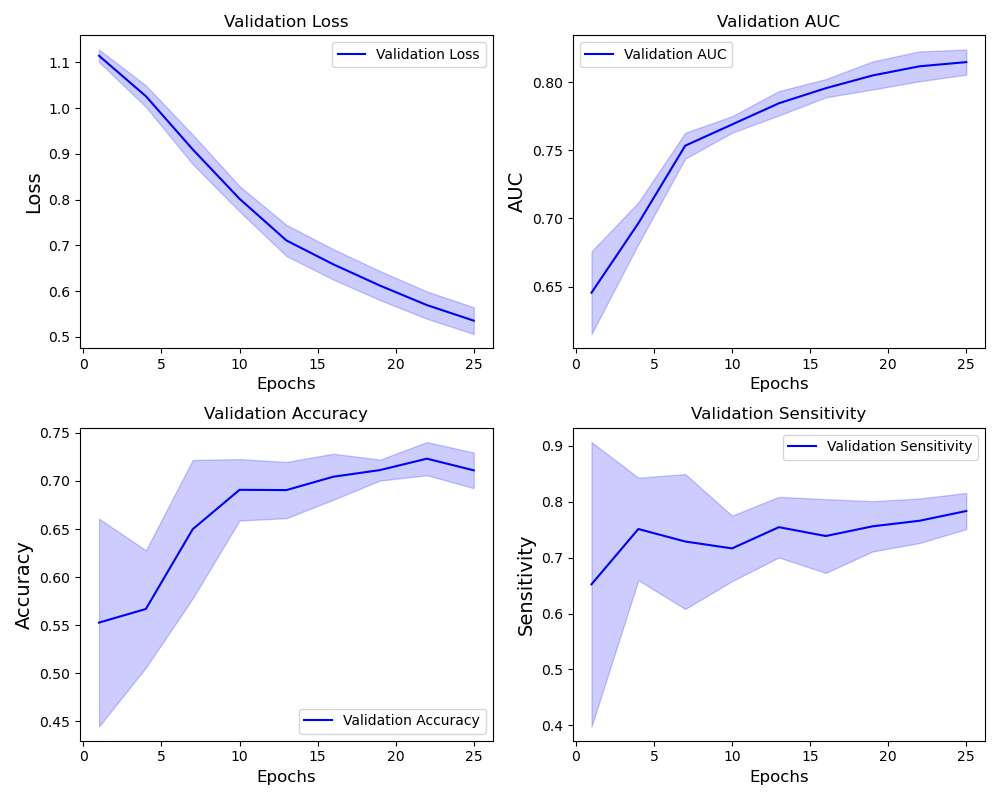 Validation Loss
Validation Loss
1.1
1.0
0.9
0.8
0.7
0.6
0.5
Loss
0 5 10 15 20 25
Epochs
Validation AUC
Validation AUC
0.80
0.75
0.70
0.65
AUC
0 5 10 15 20 25
Epochs
Validation Accuracy
0.75
0.70
0.65
0.60
0.55
0.50
0.45
Accuracy
Validation Accuracy
0 5 10 15 20 25
Epochs
Validation Sensitivity
Validation Sensitivity
0.9
0.8
0.7
0.6
0.5
0.4
Sensitivity
0 5 10 15 20 25
Epochs